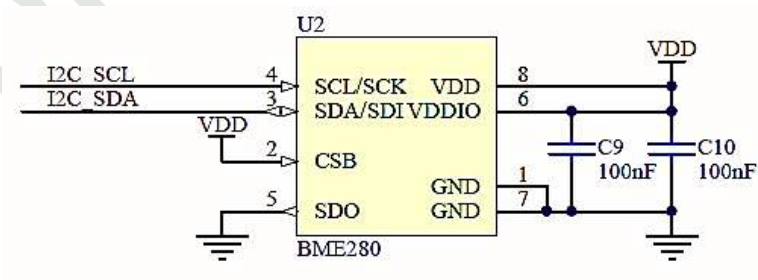 U2
VDD
I2C_SCL
4
SCL/SCK
VDD
8
I2C_SDA
3
SDA/SDI
VDDIO
6
VDD
2
CSB
C9
100nF
C10
100nF
GND
1
5
SDO
GND
7
BME280